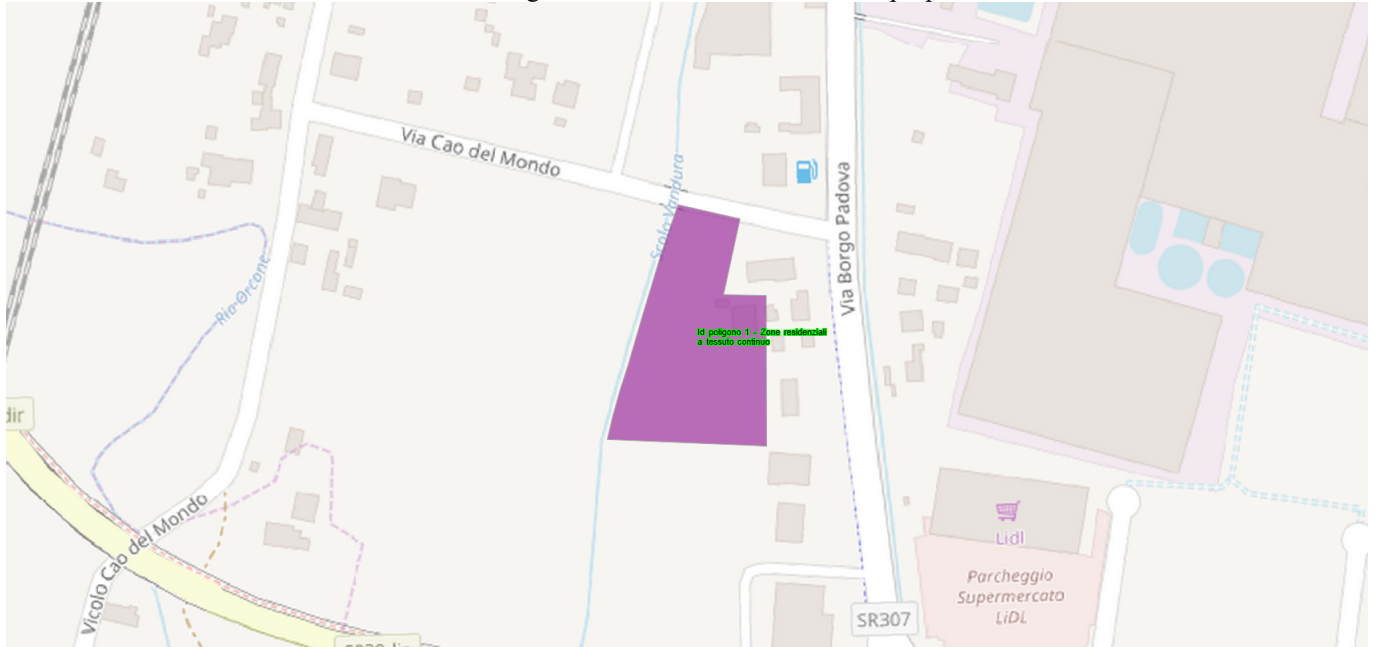 Via Cao del Mondo
Scolo Vandura
Via Borgo Padova
Rio Orcone
Id poligono 1 - Zone residenziali
a tessuto continuo
dir
Vicolo Cao del Mondo
Lidl
Parcheggio
Supermercato
LiDL
SR307